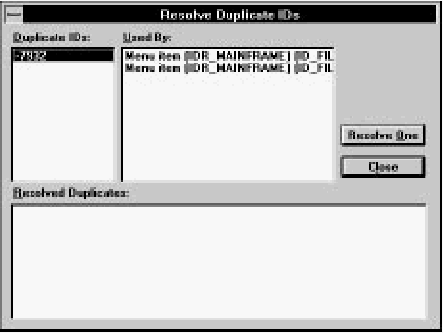 Resolve Duplicate IDs
Duplicate IDs:
Used By:
Menu item (IDR_MAINFRAME) (ID_FIL
Menu item (IDR_MAINFRAME) (ID_FIL
Resolve One
Close
Resolved Duplicates: